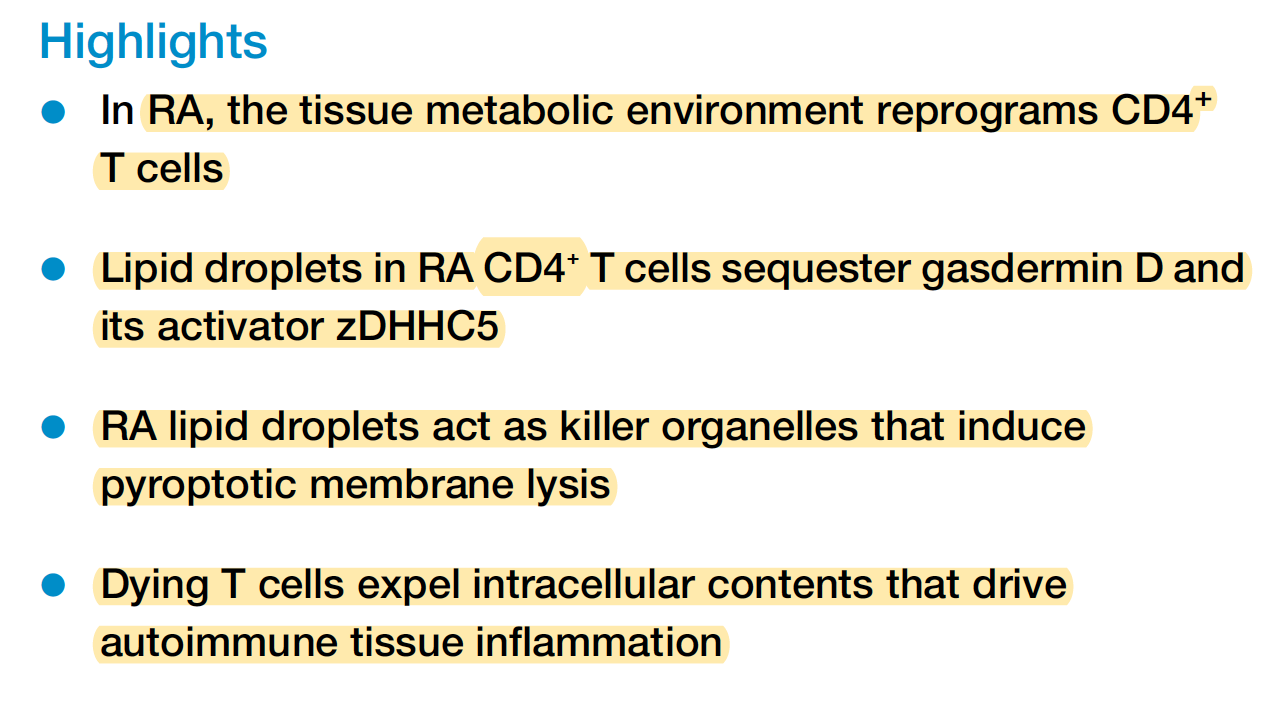 Highlights
● In RA, the tissue metabolic environment reprograms CD4⁺
T cells
● Lipid droplets in RA CD4⁺ T cells sequester gasdermin D and
its activator zDHHC5
● RA lipid droplets act as killer organelles that induce
pyroptotic membrane lysis
● Dying T cells expel intracellular contents that drive
autoimmune tissue inflammation